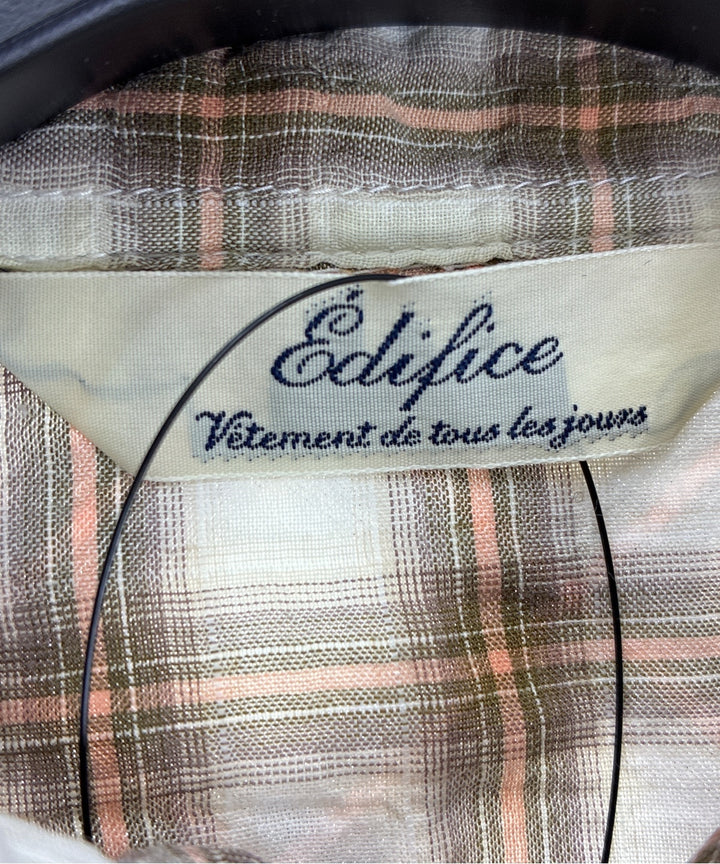 Édifice
Vêtement de tous les jours